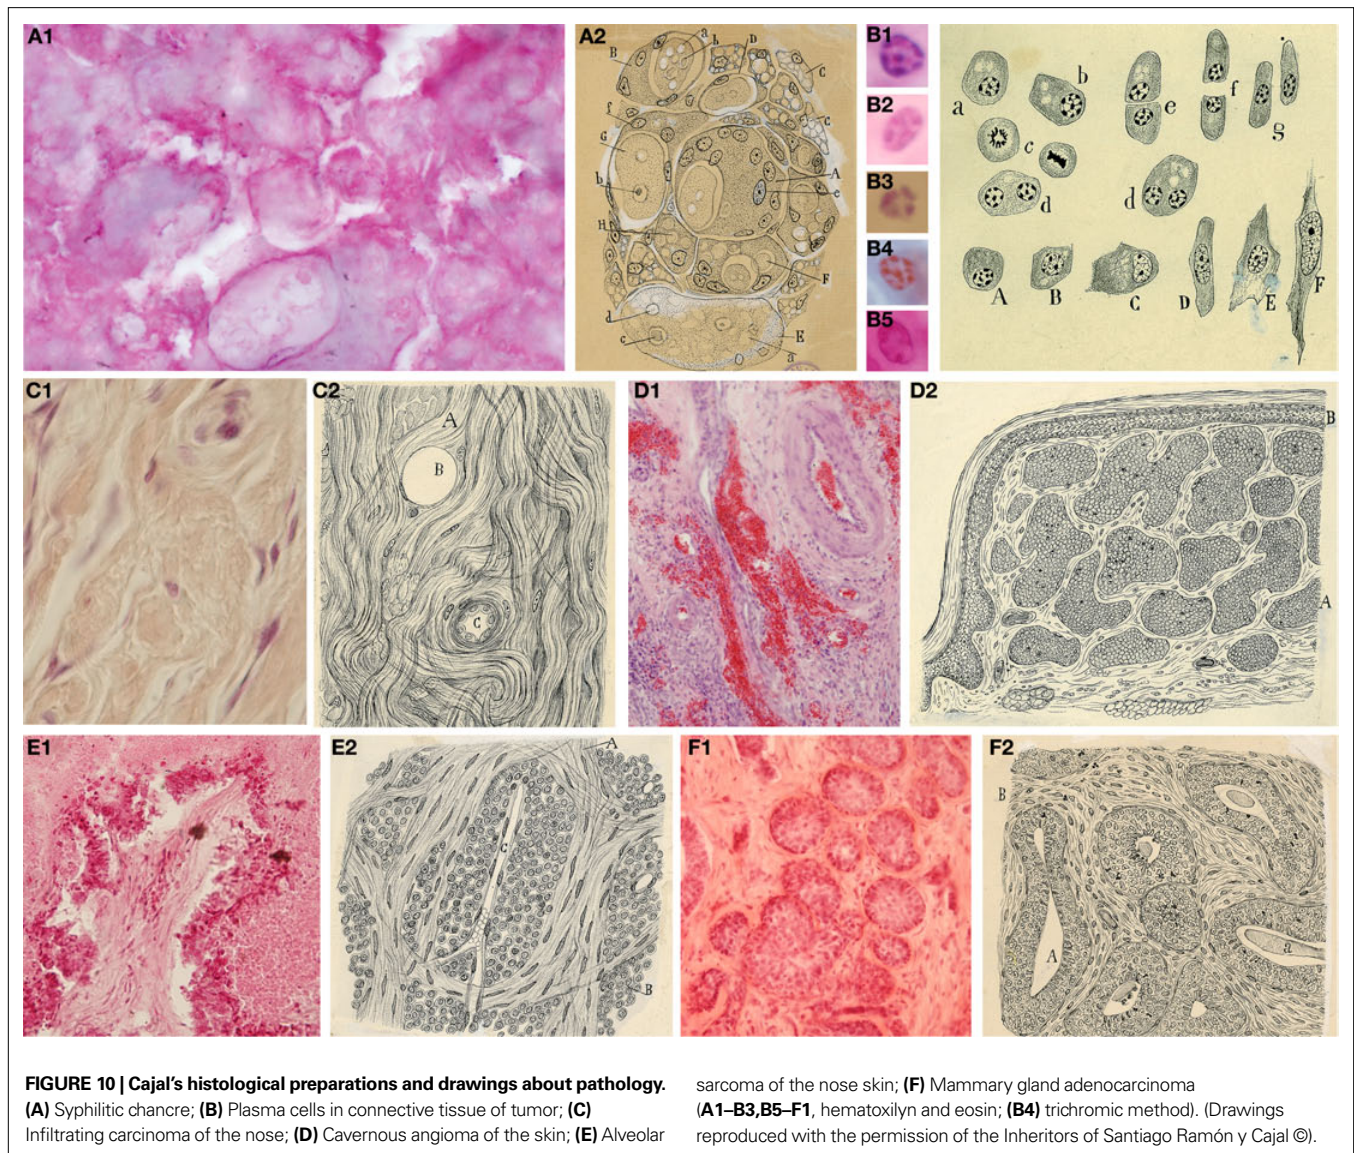 A1
A2
B1
B2
B3
B4
B5
a
b
D
B
C
f
C
G
A
b
c
H
F
d
E
c
a
a
b
e
f
g
c
d
d
A
B
C
D
E
F
C1
C2
D1
D2
A
B
C
B
A
E1
E2
F1
F2
A
C
B
B
A
a
FIGURE 10 | Cajal's histological preparations and drawings about pathology.
(A) Syphilitic chancre; (B) Plasma cells in connective tissue of tumor; (C)
Infiltrating carcinoma of the nose; (D) Cavernous angioma of the skin; (E) Alveolar
sarcoma of the nose skin; (F) Mammary gland adenocarcinoma
(A1–B3,B5–F1, hematoxilyn and eosin; (B4) trichromic method). (Drawings
reproduced with the permission of the Inheritors of Santiago Ramón y Cajal ©).